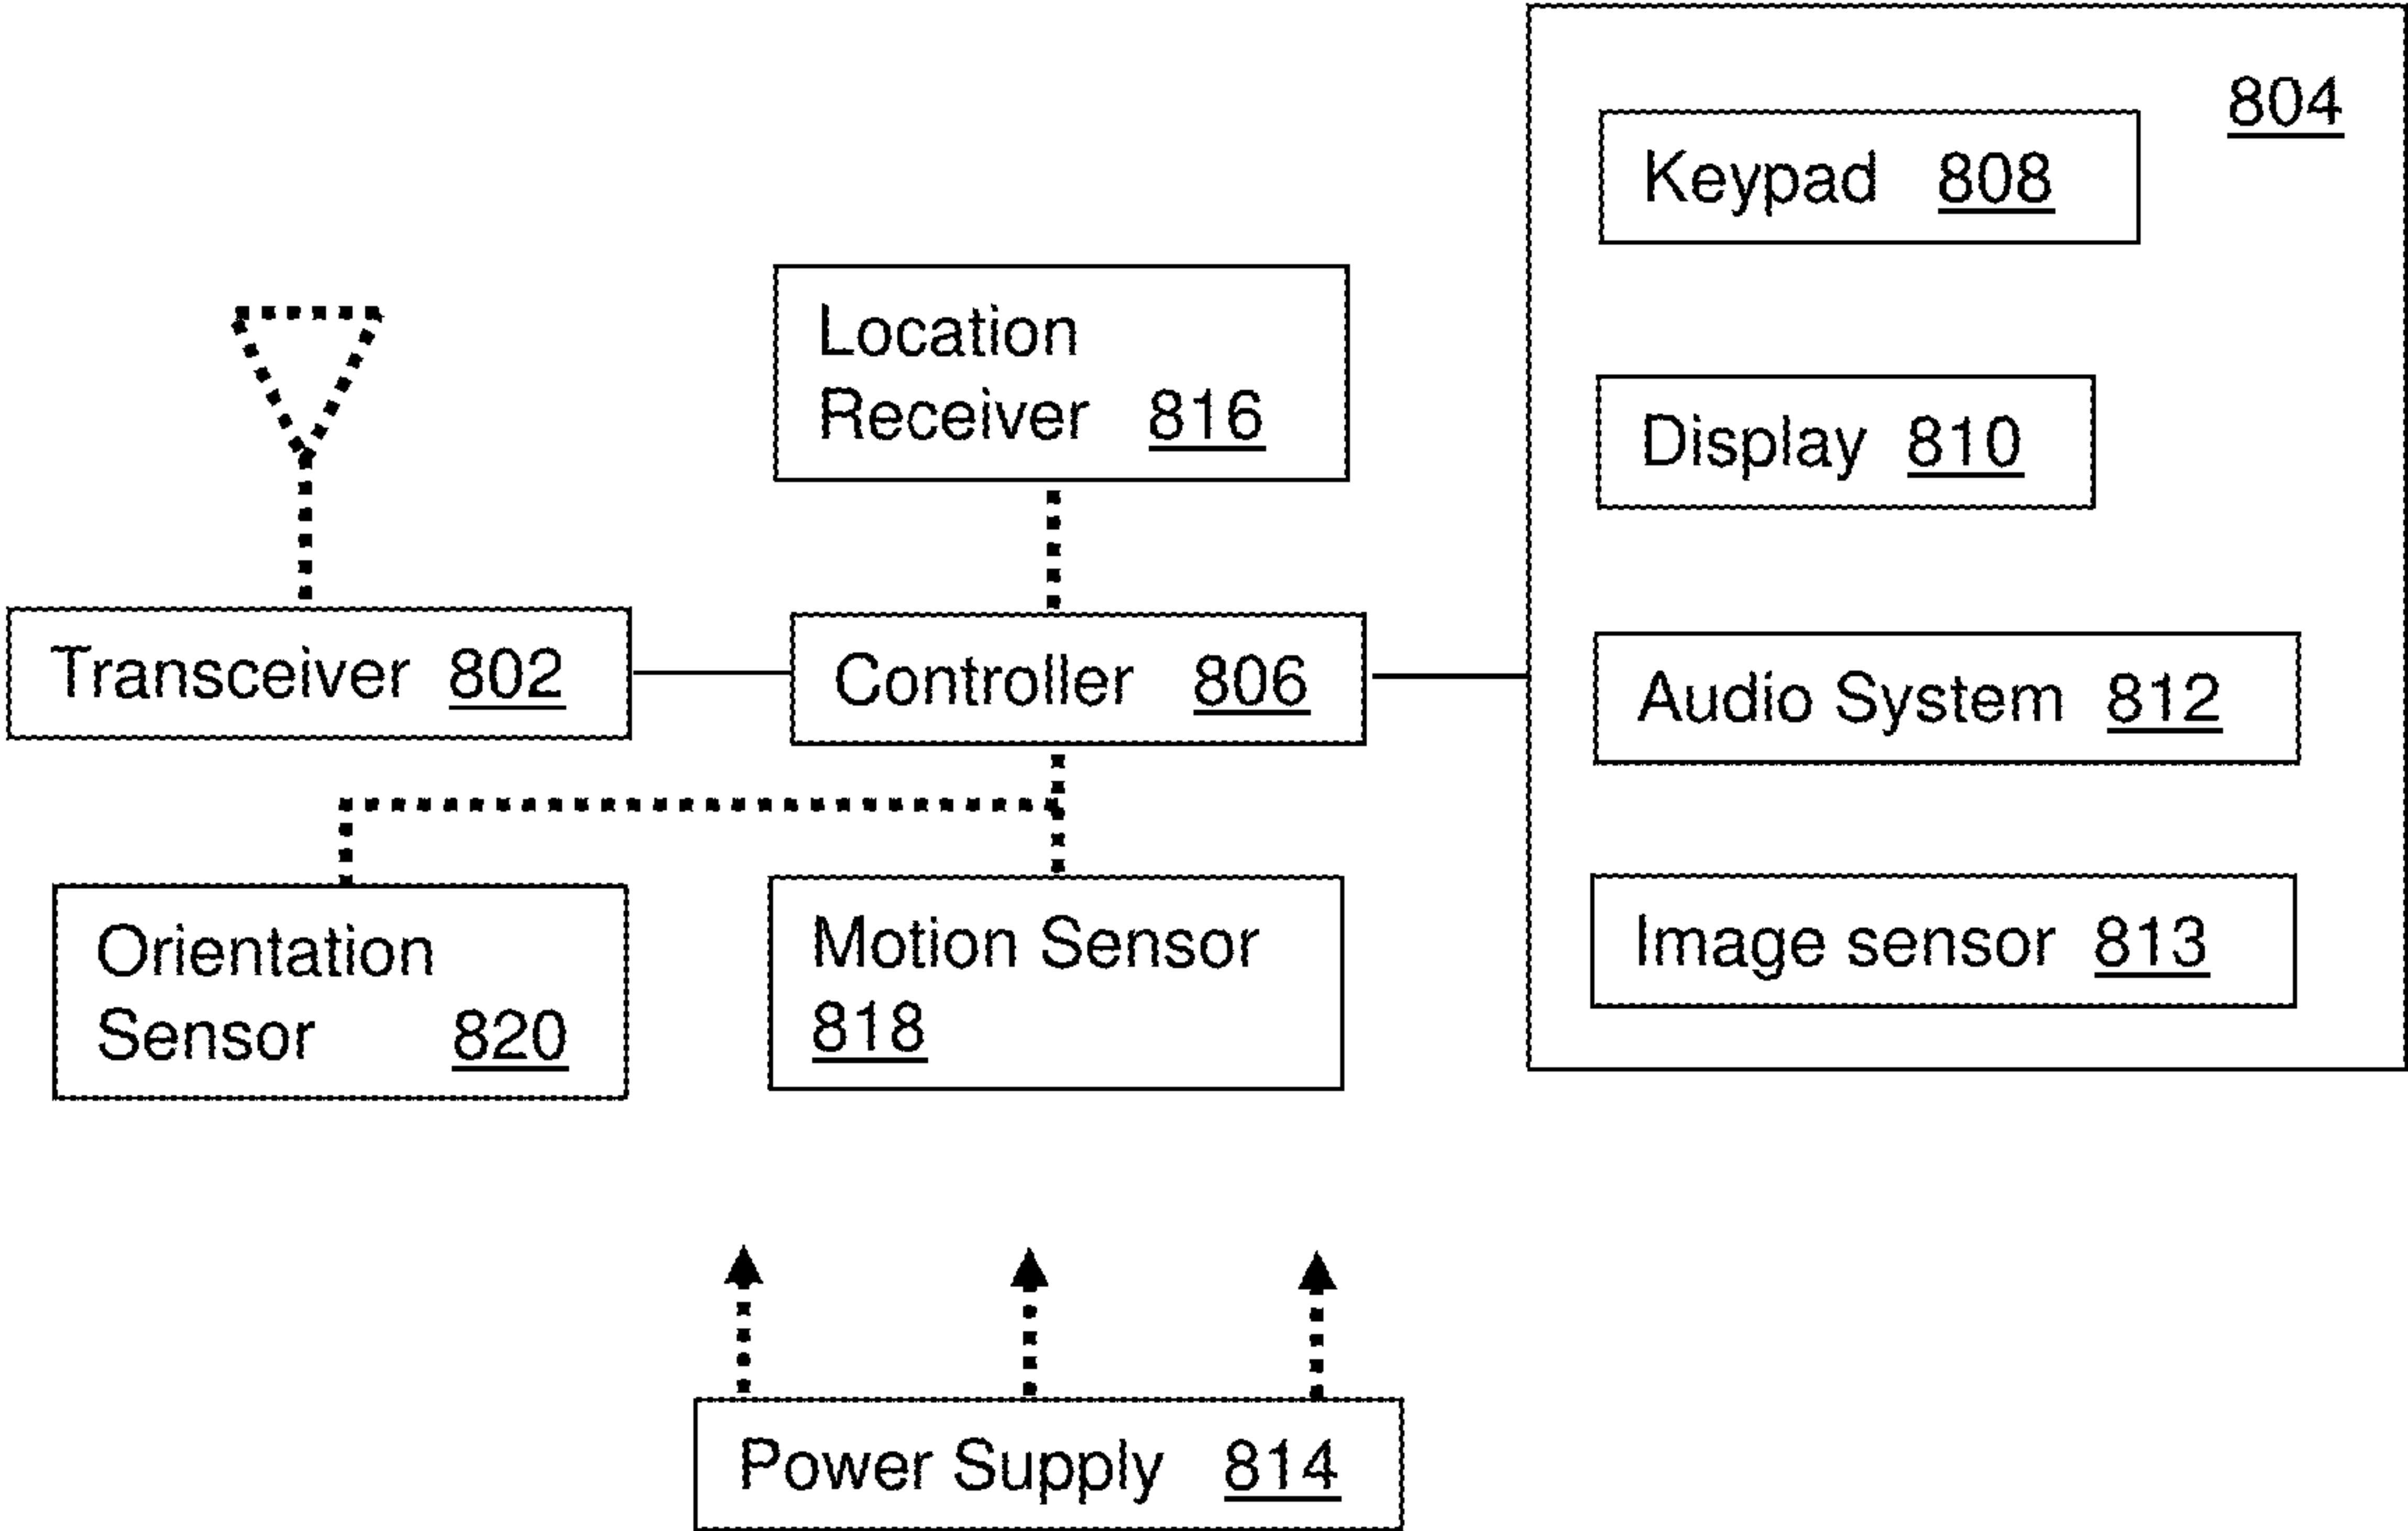 804
Keypad 808
Location
Receiver 816
Display 810
Transceiver 802
Controller 806
Audio System 812
Orientation
Sensor 820
Motion Sensor
818
Image sensor 813
Power Supply 814